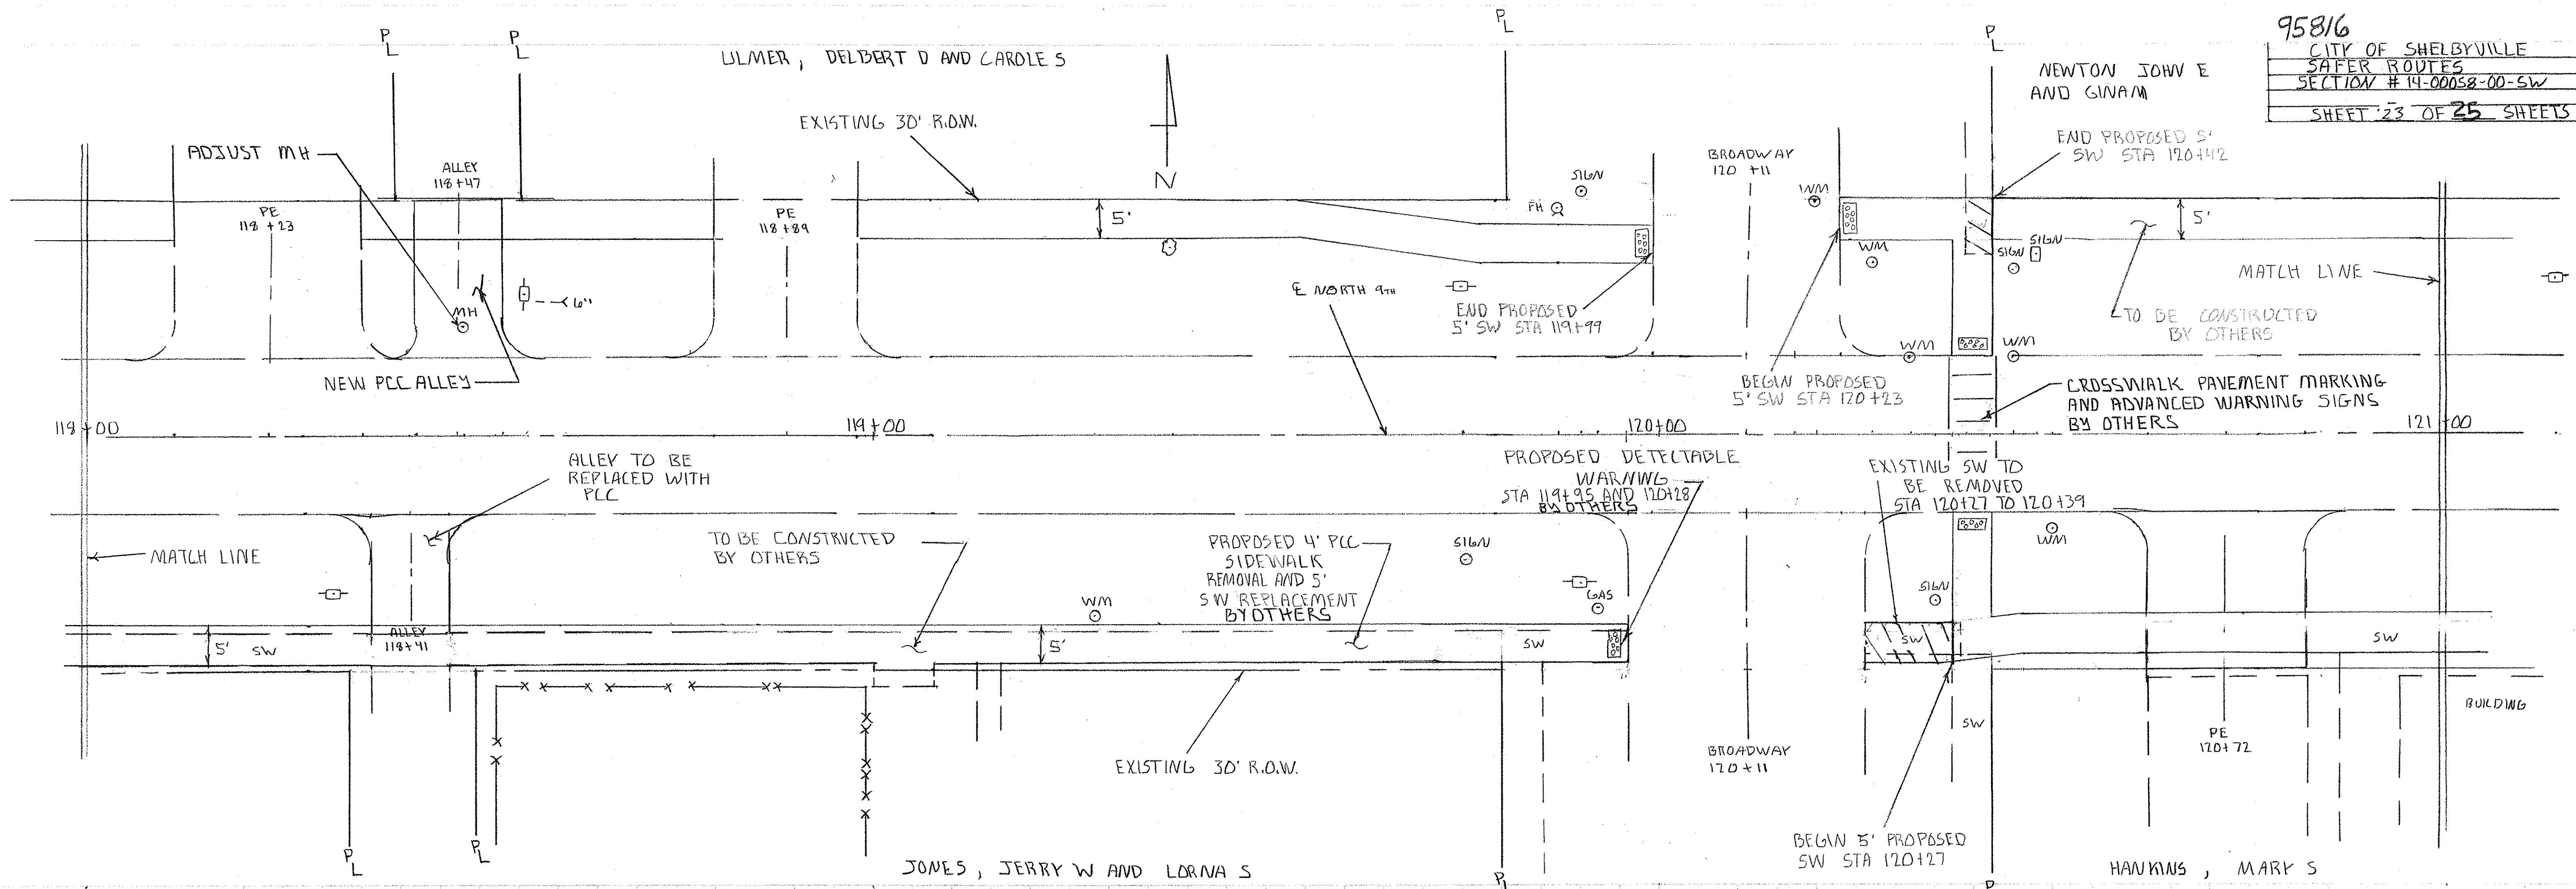 95816
CITY OF SHELBYVILLE
SAFER ROUTES
SECTION # 14-00058-00-SW
SHEET 23 OF 25 SHEETS
PL
PL
PL
PL
ULMER, DELBERT D AND CAROLE S
NEWTON JOHN E
AND GINAM
EXISTING 30' R.O.W.
END PROPOSED 5'
SW STA 120+42
ADJUST MH
ALLEY
118+47
BROADWAY
120+11
N
SIGN
FH
WM
PE
118+23
PE
118+89
5'
5'
WM
SIGN
SIGN
MATCH LINE
6"
MH
℄ NORTH 9TH
END PROPOSED
5' SW STA 119+99
TO BE CONSTRUCTED
BY OTHERS
WM
WM
NEW PCC ALLEY
BEGIN PROPOSED
5' SW STA 120+23
CROSSWALK PAVEMENT MARKING
AND ADVANCED WARNING SIGNS
BY OTHERS
118+00
119+00
120+00
121+00
ALLEY TO BE
REPLACED WITH
PCC
PROPOSED DETECTABLE
WARNING
STA 119+95 AND 120+28
BY OTHERS
EXISTING SW TO
BE REMOVED
STA 120+27 TO 120+39
MATCH LINE
TO BE CONSTRUCTED
BY OTHERS
PROPOSED 4' PCC
SIDEWALK
REMOVAL AND 5'
SW REPLACEMENT
BY OTHERS
SIGN
WM
GAS
SIGN
WM
ALLEY
118+41
5'
SW
5'
SW
SW
SW
SW
BUILDING
PE
120+72
EXISTING 30' R.O.W.
BROADWAY
120+11
BEGIN 5' PROPOSED
SW STA 120+27
PL
PL
JONES, JERRY W AND LORNA S
HANKINS, MARK S